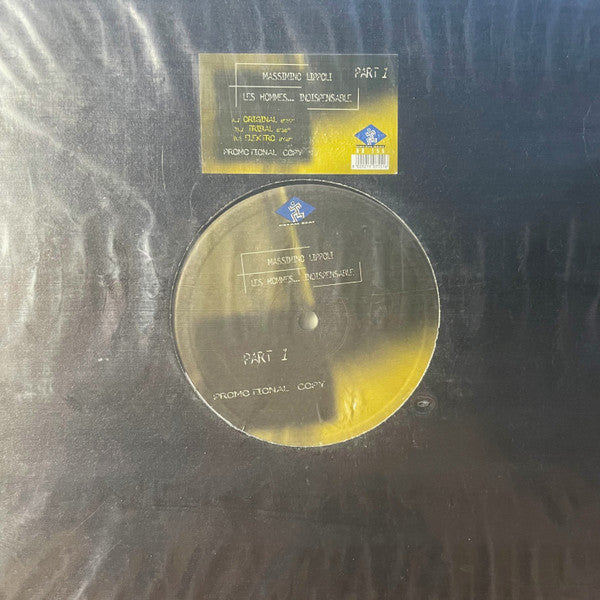 MASSIMINO LIPPOLI PART 1
LES HOMMES... INDISPENSABLE
ORIGINAL
TRIBAL
ELEKTRO
PROMOTIONAL COPY
MASSIMINO LIPPOLI
LES HOMMES... INDISPENSABLE
PART 1
PROMOTIONAL COPY